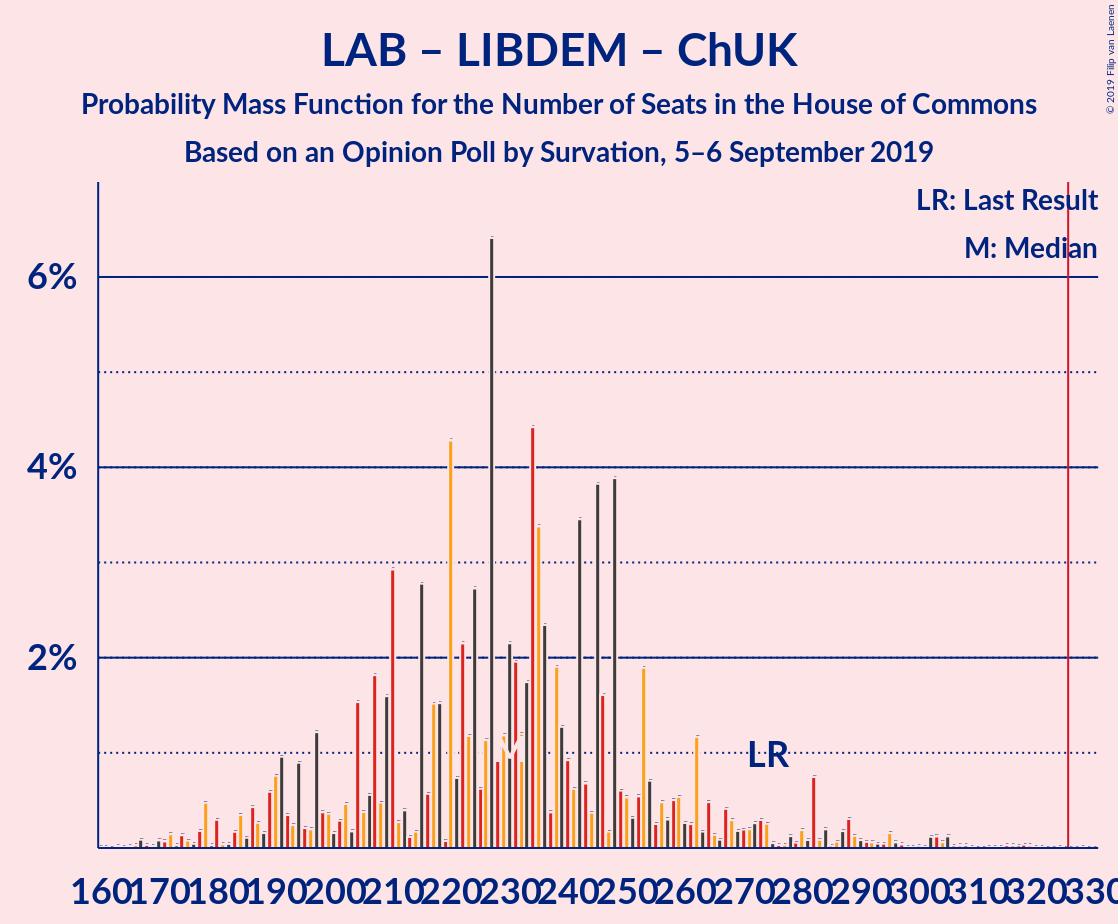 LAB – LIBDEM – ChUK
Probability Mass Function for the Number of Seats in the House of Commons
Based on an Opinion Poll by Survation, 5–6 September 2019
© 2019 Filip van Laenen
LR: Last Result
M: Median
6%
4%
2%
LR
160 170 180 190 200 210 220 230 240 250 260 270 280 290 300 310 320 330